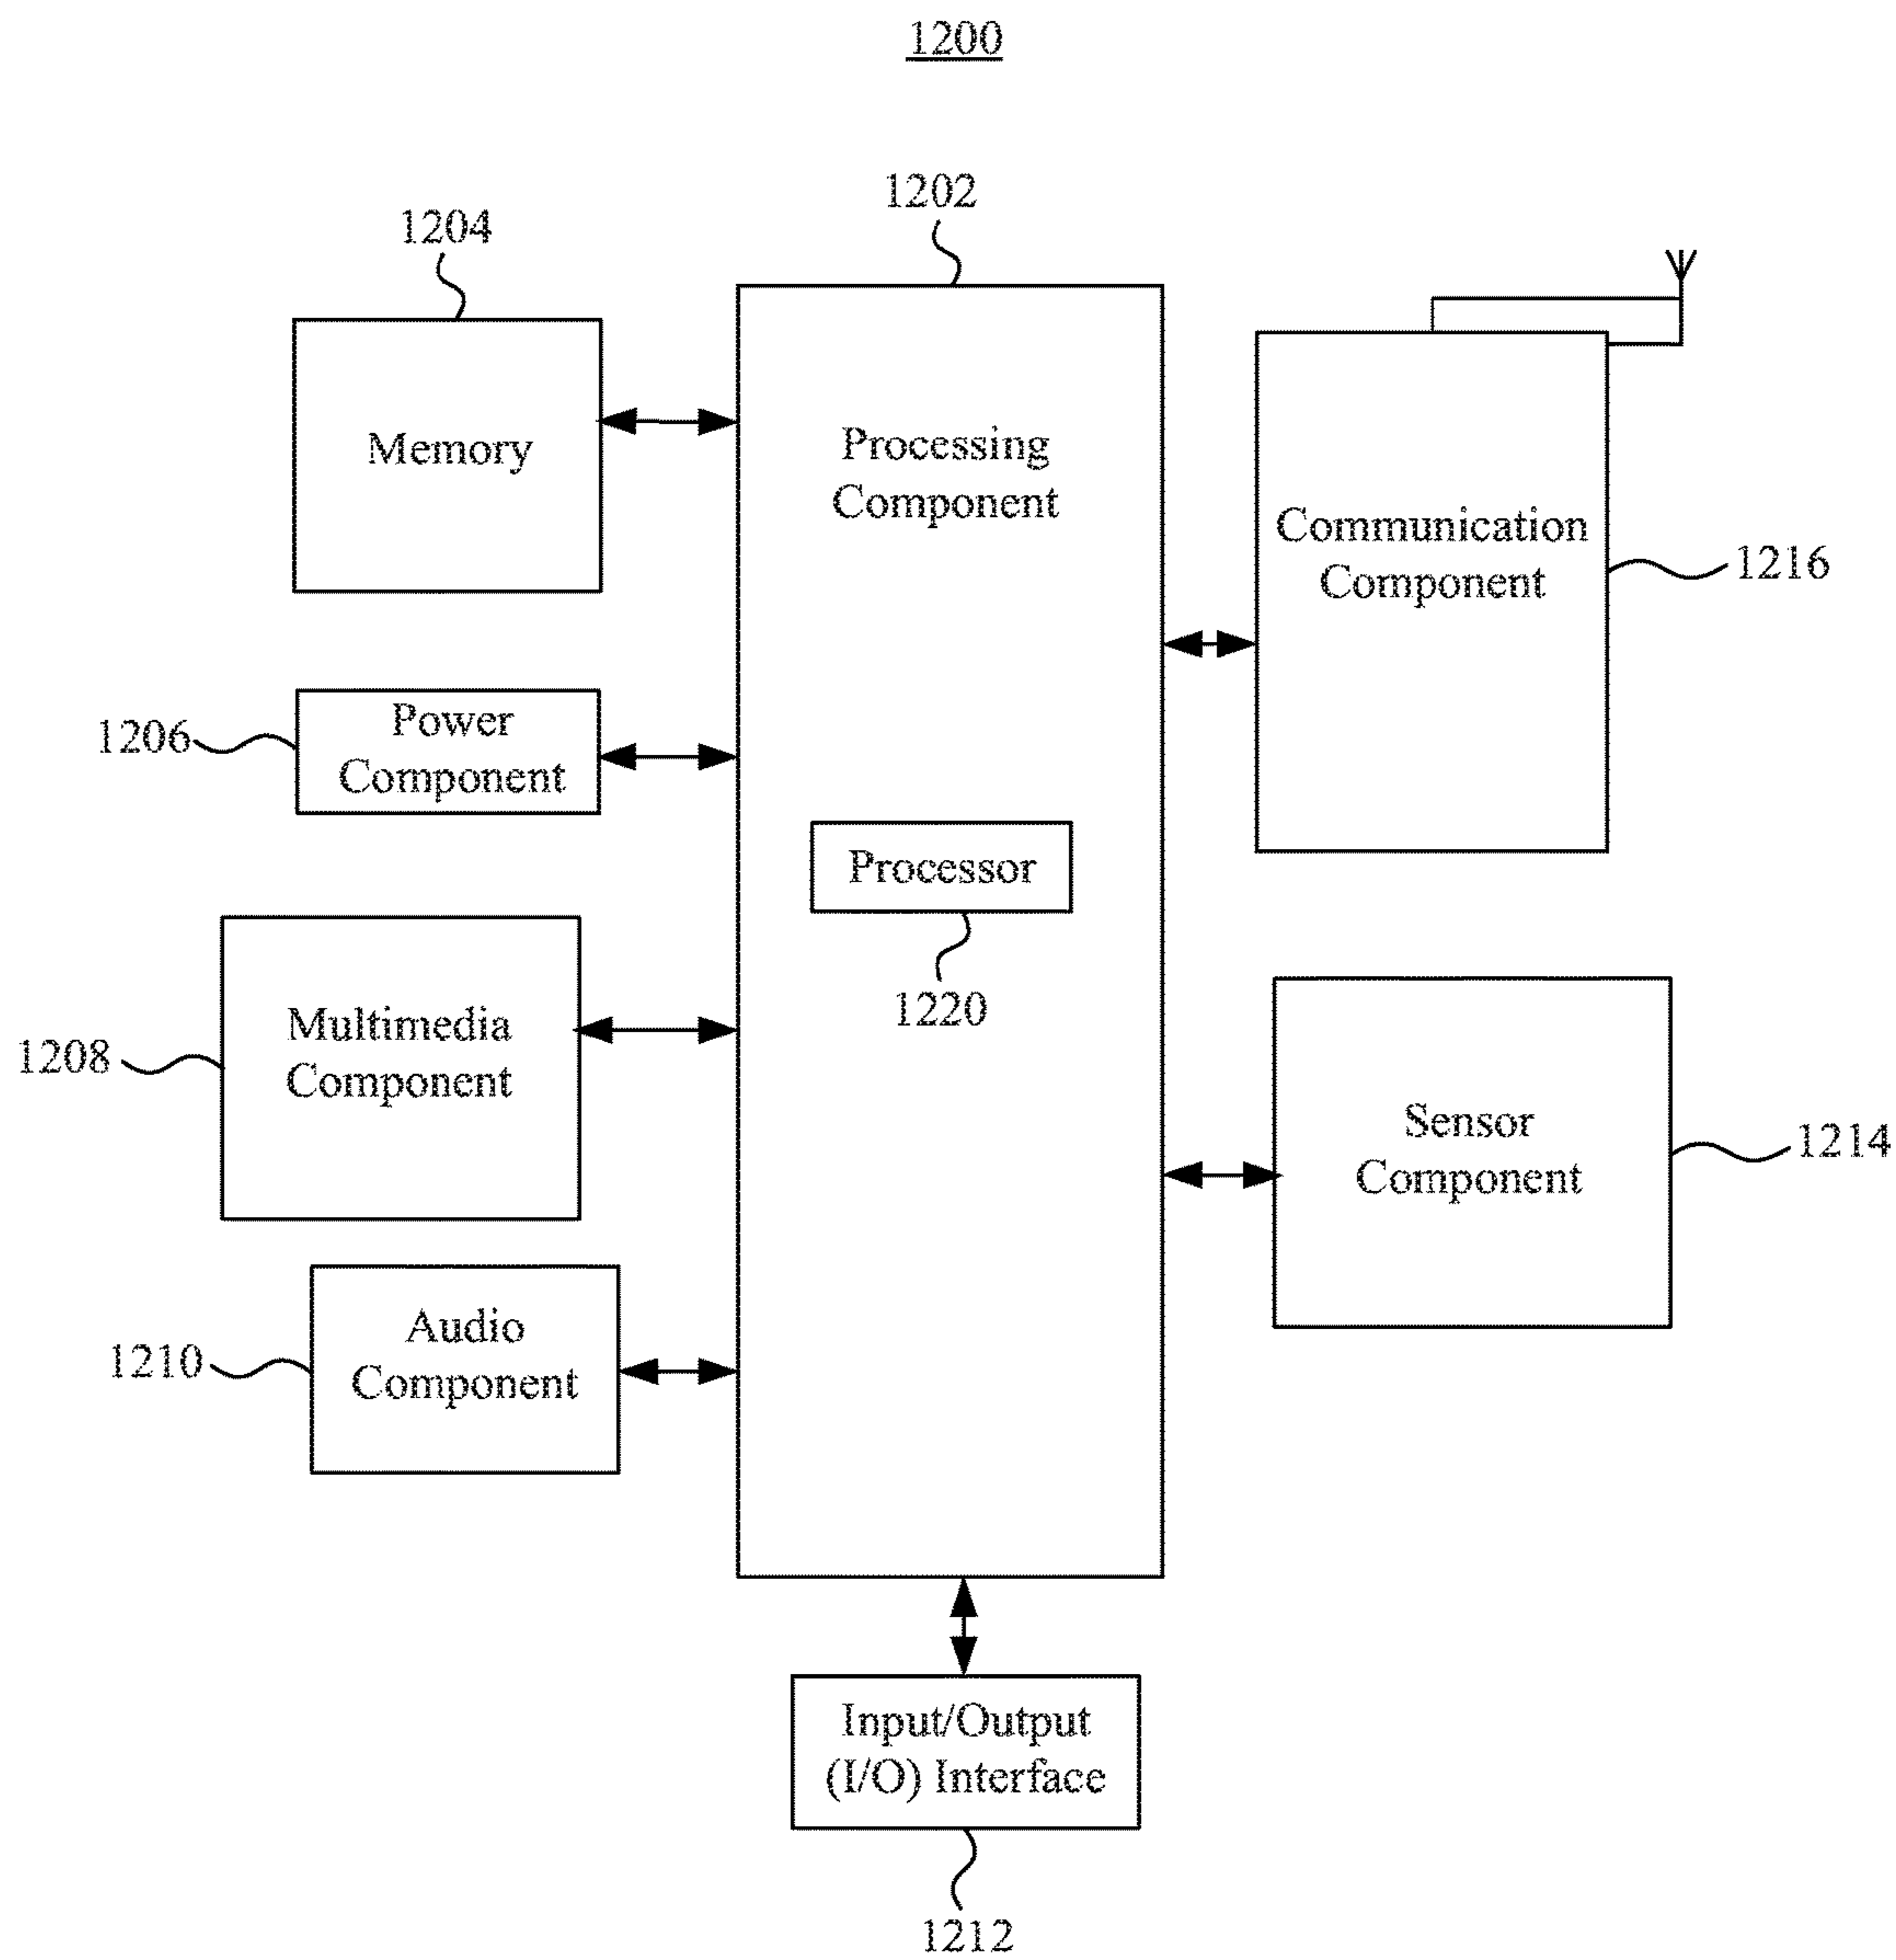 1200
1202
1204
Memory
Processing
Component
Communication
Component
1216
1206
Power
Component
Processor
1220
1208
Multimedia
Component
Sensor
Component
1214
1210
Audio
Component
Input/Output
(I/O) Interface
1212